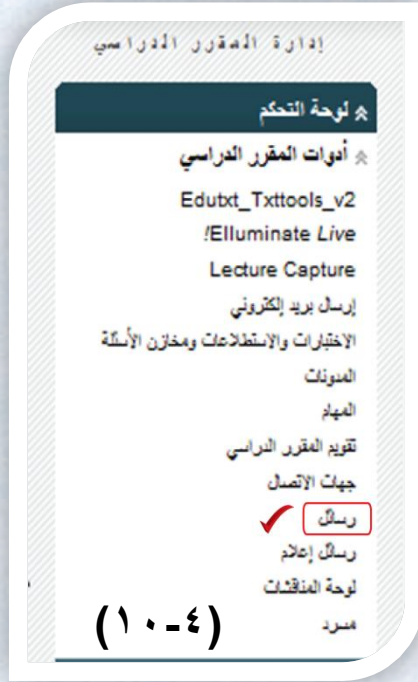 إدارة المقرر الدراسي
لوحة التحكم
أدوات المقرر الدراسي
Edutxt_Txttools_v2
!Elluminate Live
Lecture Capture
إرسال بريد إلكتروني
الاختبارات والاستطلاعات ومخازن الأسئلة
المدونات
المهام
تقويم المقرر الدراسي
جهات الاتصال
رسائل
رسائل إعلام
لوحة المناقشات
مسرد
(٤-١٠)